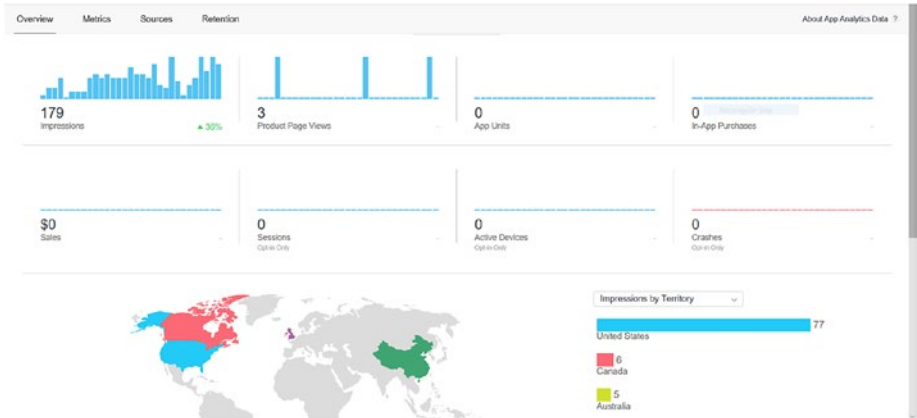 Overview Metrics Sources Retention About App Analytics Data ?
179 3 0 0
Impressions 36% Product Page Views - App Units - In-App Purchases -
$0 0 0 0
Sales - Sessions - Active Devices - Crashes -
Opt-in Only Opt-in Only Opt-in Only
Impressions by Territory
77
United States
6
Canada
5
Australia